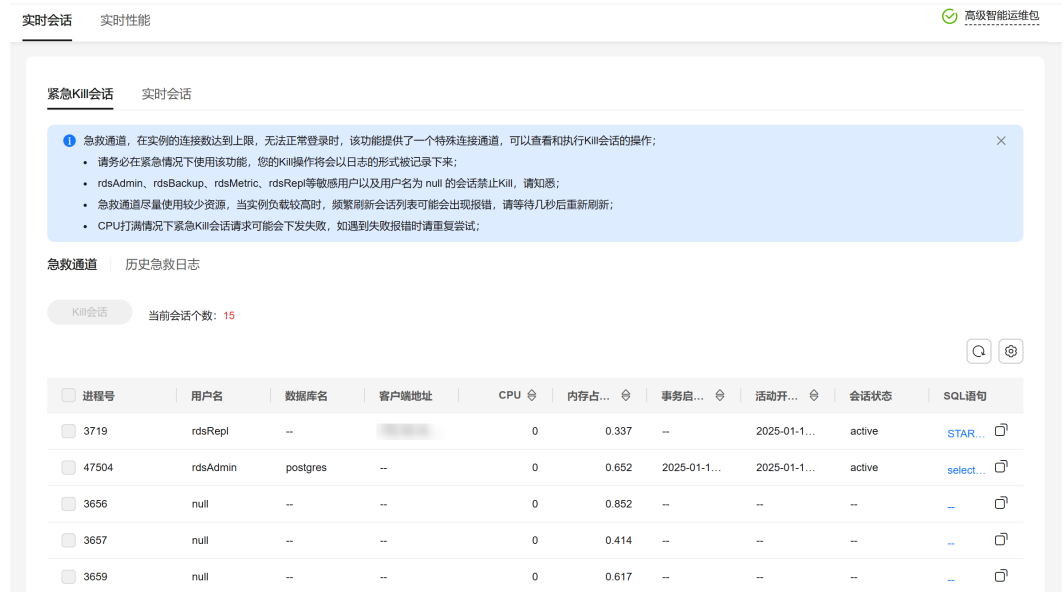 实时会话 实时性能 高级智能运维包
紧急Kill会话 实时会话
急救通道，在实例的连接数达到上限，无法正常登录时，该功能提供了一个特殊连接通道，可以查看和执行Kill会话的操作；
• 请务必在紧急情况下使用该功能，您的Kill操作将会以日志的形式被记录下来；
• rdsAdmin、rdsBackup、rdsMetric、rdsRepl等敏感用户以及用户名为 null 的会话禁止Kill，请知悉；
• 急救通道尽量使用较少资源，当实例负载较高时，频繁刷新会话列表可能会出现报错，请等待几秒后重新刷新；
• CPU打满情况下紧急Kill会话请求可能会下发失败，如遇到失败报错时请重复尝试；
急救通道 历史急救日志
Kill会话 当前会话个数：15
进程号 用户名 数据库名 客户端地址 CPU 内存占... 事务启... 活动开... 会话状态 SQL语句
3719 rdsRepl -- 0 0.337 -- 2025-01-1... active STAR...
47504 rdsAdmin postgres -- 0 0.652 2025-01-1... 2025-01-1... active select...
3656 null -- -- 0 0.852 -- -- -- --
3657 null -- -- 0 0.414 -- -- -- --
3659 null -- -- 0 0.617 -- -- -- --